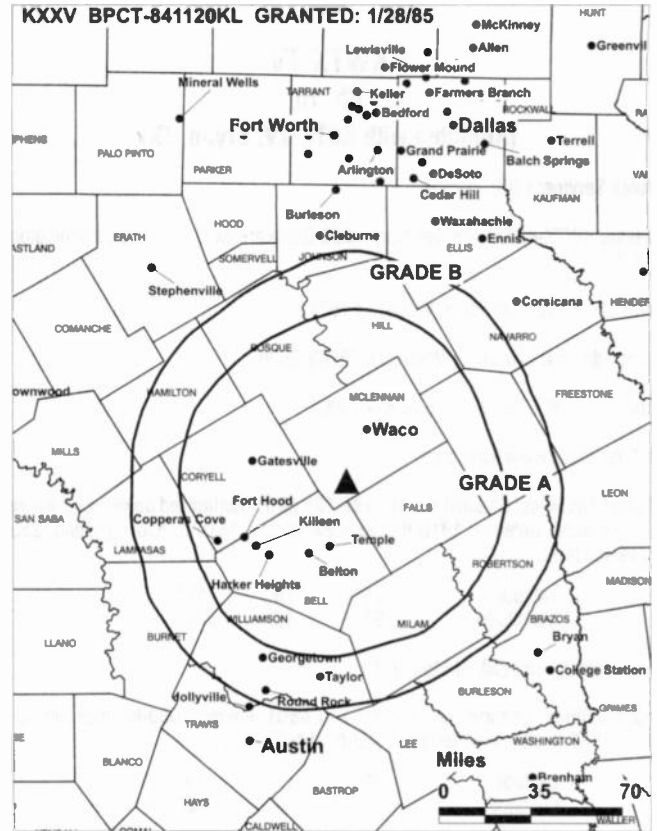 KXXV BPCT-841120KL GRANTED: 1/28/85
HUNT
McKinney
Lewisville
Allen
Greenvil
Flower Mound
Mineral Wells
TARRANT
Keller
Farmers Branch
ROCKWALL
Bedford
Fort Worth
Dallas
PHENS
PALO PINTO
PARKER
Grand Prairie
Terrell
Balch Springs
Arlington
DeSoto
VA
Cedar Hill
KAUFMAN
Burleson
HOOD
Waxahachie
ERATH
Cleburne
ELLIS
Ennis
ASTLAND
SOMERVELL
JOHNSON
GRADE B
Stephenville
Corsicana
HENDER
COMANCHE
HILL
BOSQUE
NAVARRO
ownwood
HAMILTON
MCLENNAN
FREESTONE
Waco
MILLS
Gatesville
CORYELL
GRADE A
LEON
Fort Hood
FALLS
SAN SABA
Copperas Cove
Killeen
Temple
LAMPASAS
ROBERTSON
Harker Heights
Belton
MADISON
BELL
WILLIAMSON
BRAZOS
MILAM
LLANO
BURNET
Bryan
Georgetown
College Station
Taylor
BURLESON
Jollyville
Round Rock
GRIMES
TRAVIS
WASHINGTON
Austin
LEE
Miles
BLANCO
Brenham
BASTROP
0 35 70
HAYS
WALLER
CALDWELL